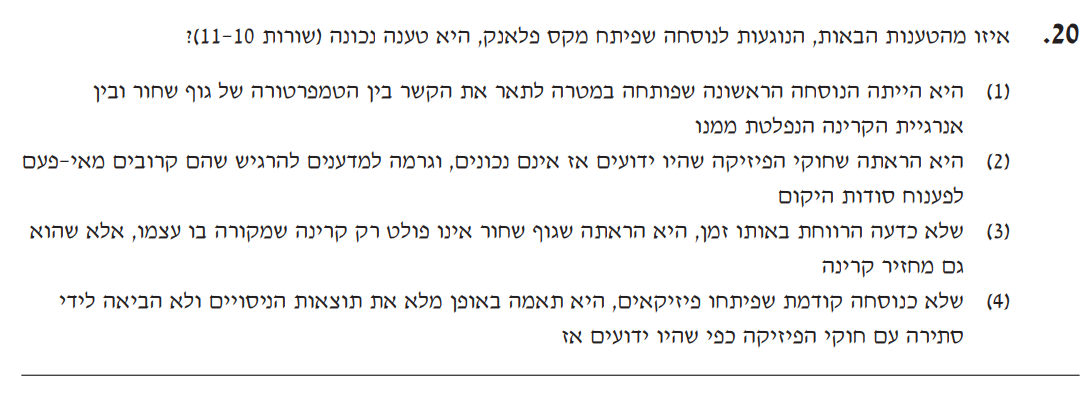 20. איזו מהטענות הבאות, הנוגעות לנוסחה שפיתח מקס פלאנק, היא טענה נכונה (שורות 10–11)?
(1) היא הייתה הנוסחה הראשונה שפותחה במטרה לתאר את הקשר בין הטמפרטורה של גוף שחור ובין
אנרגיית הקרינה הנפלטת ממנו
(2) היא הראתה שחוקי הפיזיקה שהיו ידועים אז אינם נכונים, וגרמה למדענים להרגיש שהם קרובים מאי-פעם
לפענוח סודות היקום
(3) שלא כדעה הרווחת באותו זמן, היא הראתה שגוף שחור אינו פולט רק קרינה שמקורה בו עצמו, אלא שהוא
גם מחזיר קרינה
(4) שלא כנוסחה קודמת שפיתחו פיזיקאים, היא תאמה באופן מלא את תוצאות הניסויים ולא הביאה לידי
סתירה עם חוקי הפיזיקה כפי שהיו ידועים אז